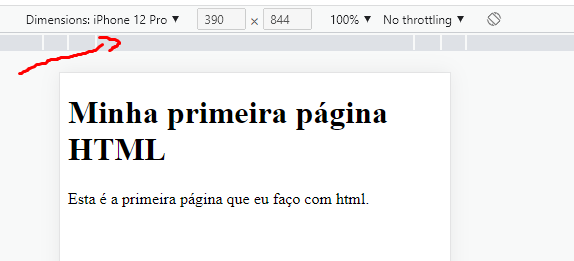 Dimensions: iPhone 12 Pro ▼ 390 × 844 100% ▼ No throttling ▼
Minha primeira página
HTML
Esta é a primeira página que eu faço com html.